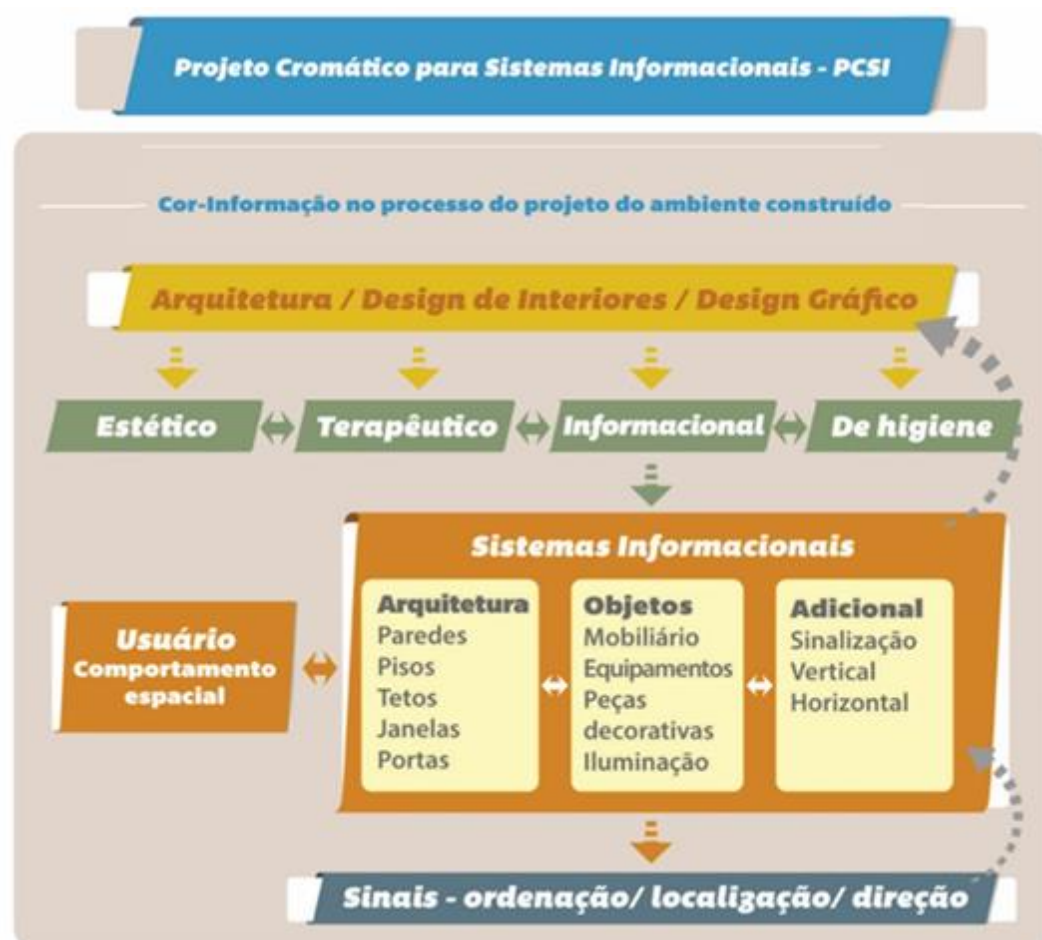 Projeto Cromático para Sistemas Informacionais - PCSI
Cor-Informação no processo do projeto do ambiente construído
Arquitetura / Design de Interiores / Design Gráfico
Estético
Terapêutico
Informacional
De higiene
Sistemas Informacionais
Usuário
Comportamento
espacial
Arquitetura
Paredes
Pisos
Tetos
Janelas
Portas
Objetos
Mobiliário
Equipamentos
Peças
decorativas
Iluminação
Adicional
Sinalização
Vertical
Horizontal
Sinais - ordenação/ localização/ direção